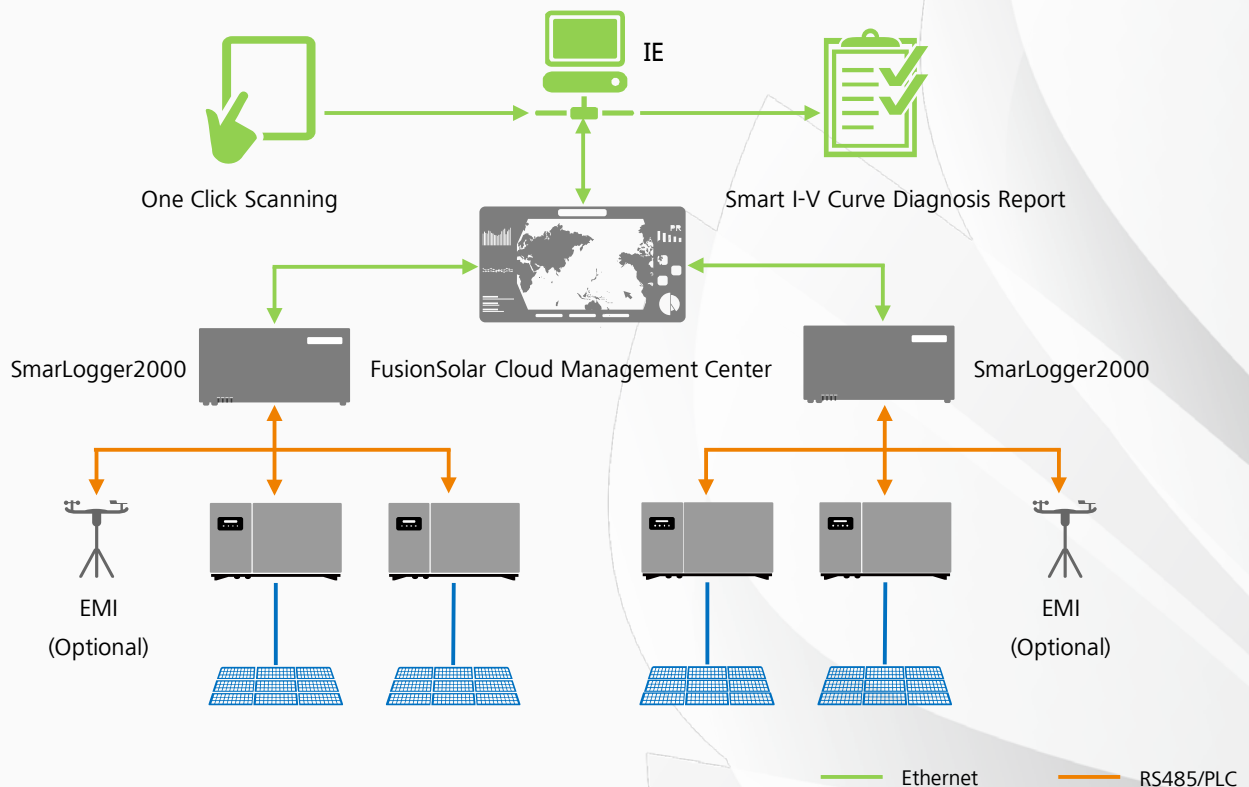 IE
One Click Scanning
Smart I-V Curve Diagnosis Report
PR
SmarLogger2000
FusionSolar Cloud Management Center
SmarLogger2000
EMI
(Optional)
EMI
(Optional)
Ethernet
RS485/PLC